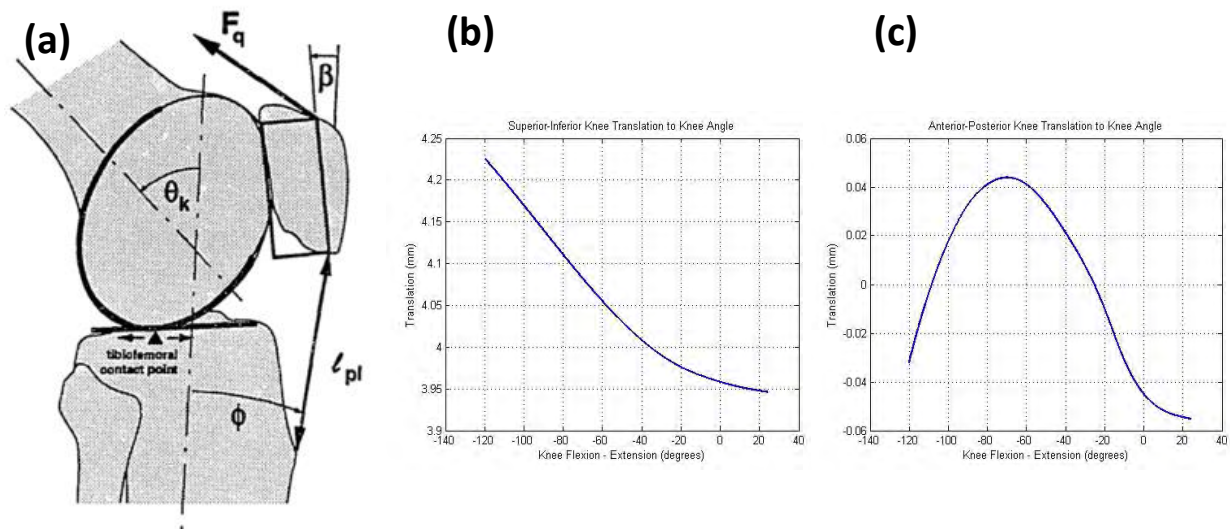 (a)
F_q
β
θ_k
tibiofemoral
contact point
l_pl
ϕ
(b)
Superior-Inferior Knee Translation to Knee Angle
4.25
4.2
4.15
4.1
4.05
4
3.95
3.9
Translation (mm)
-140 -120 -100 -80 -60 -40 -20 0 20 40
Knee Flexion - Extension (degrees)
(c)
Anterior-Posterior Knee Translation to Knee Angle
0.06
0.04
0.02
0
-0.02
-0.04
-0.06
Translation (mm)
-140 -120 -100 -80 -60 -40 -20 0 20 40
Knee Flexion - Extension (degrees)